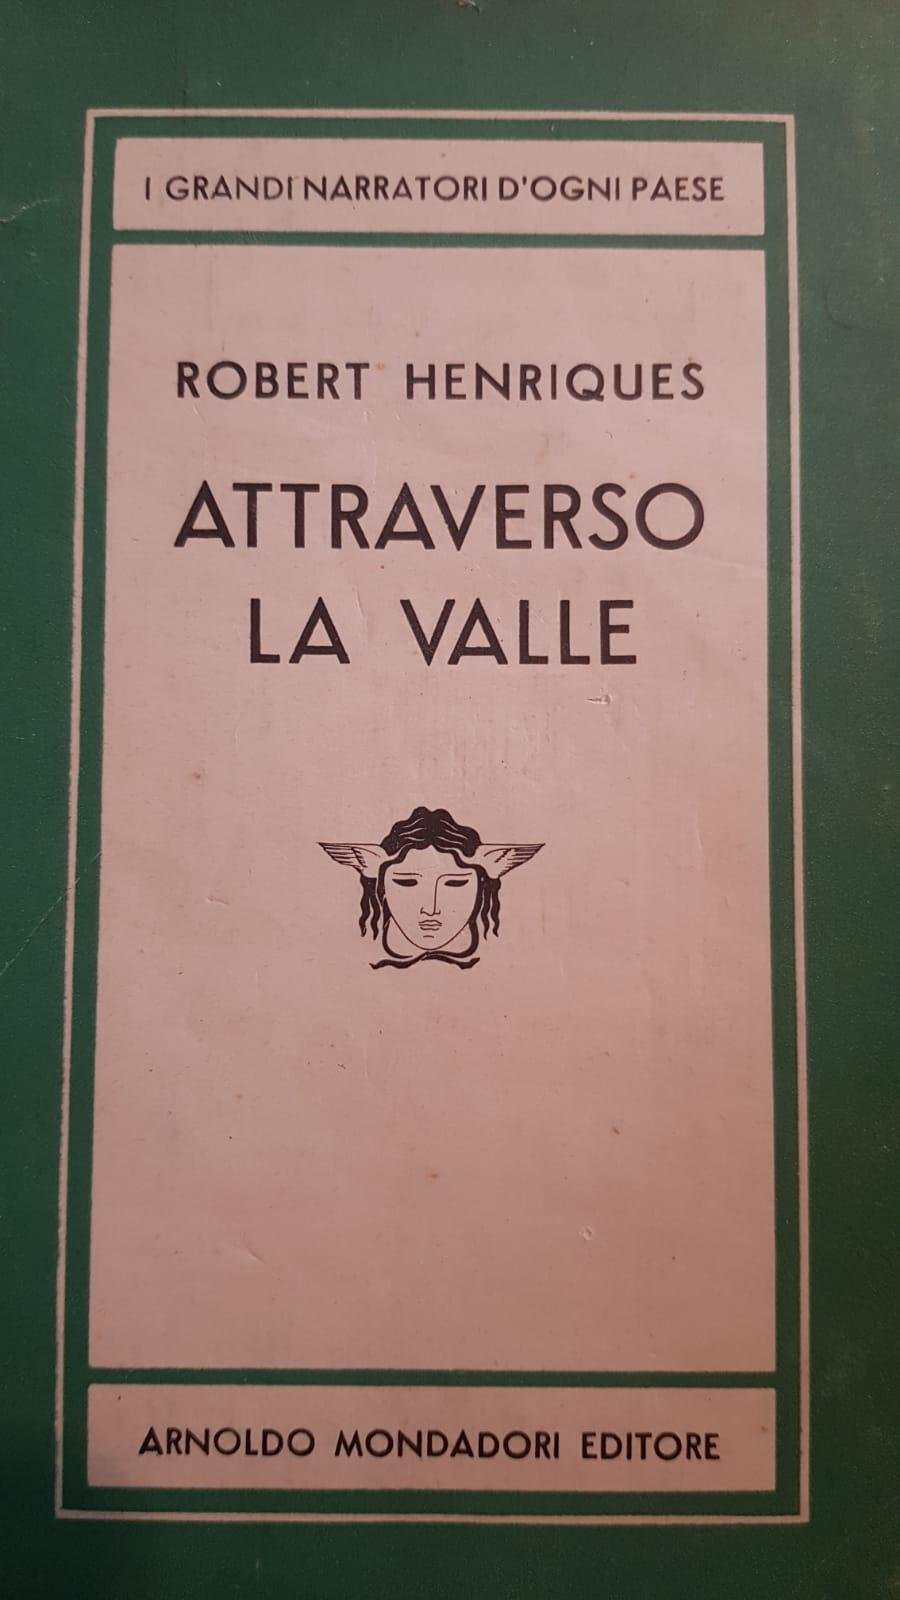 I GRANDI NARRATORI D'OGNI PAESE
ROBERT HENRIQUES
ATTRAVERSO
LA VALLE
ARNOLDO MONDADORI EDITORE